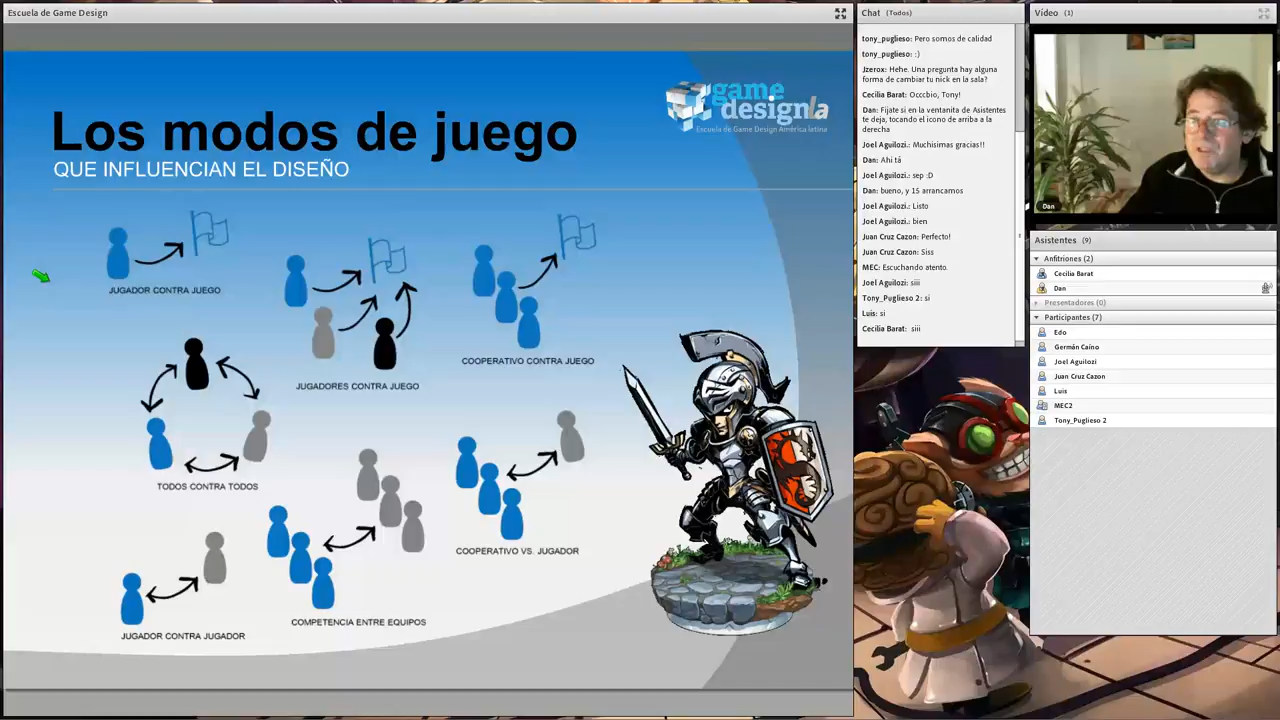 Escuela de Game Design
Los modos de juego
QUE INFLUENCIAN EL DISEÑO
game
designla
Escuela de Game Design América latina
JUGADOR CONTRA JUEGO
JUGADORES CONTRA JUEGO
COOPERATIVO CONTRA JUEGO
TODOS CONTRA TODOS
COOPERATIVO VS. JUGADOR
JUGADOR CONTRA JUGADOR
COMPETENCIA ENTRE EQUIPOS
Chat (Todos)
tony_puglieso: Pero somos de calidad
tony_puglieso: :)
Jzerox: Hehe. Una pregunta hay alguna
forma de cambiar tu nick en la sala?
Cecilia Barat: Occcbio, Tony!
Dan: Fijate si en la ventanita de Asistentes
te deja, tocando el icono de arriba a la
derecha
Joel Aguilozi.: Muchisimas gracias!!
Dan: Ahi tá
Joel Aguilozi.: sep :D
Dan: bueno, y 15 arrancamos
Joel Aguilozi.: Listo
Joel Aguilozi.: bien
Juan Cruz Cazon: Perfecto!
Juan Cruz Cazon: Siss
MEC: Escuchando atento.
Joel Aguilozi: siii
Tony_Puglieso 2: si
Luis: si
Cecilia Barat: siii
Vídeo (1)
Dan
Asistentes (9)
Anfitriones (2)
Cecilia Barat
Dan
Presentadores (0)
Participantes (7)
Edo
Germán Caíno
Joel Aguilozi
Juan Cruz Cazon
Luis
MEC2
Tony_Puglieso 2